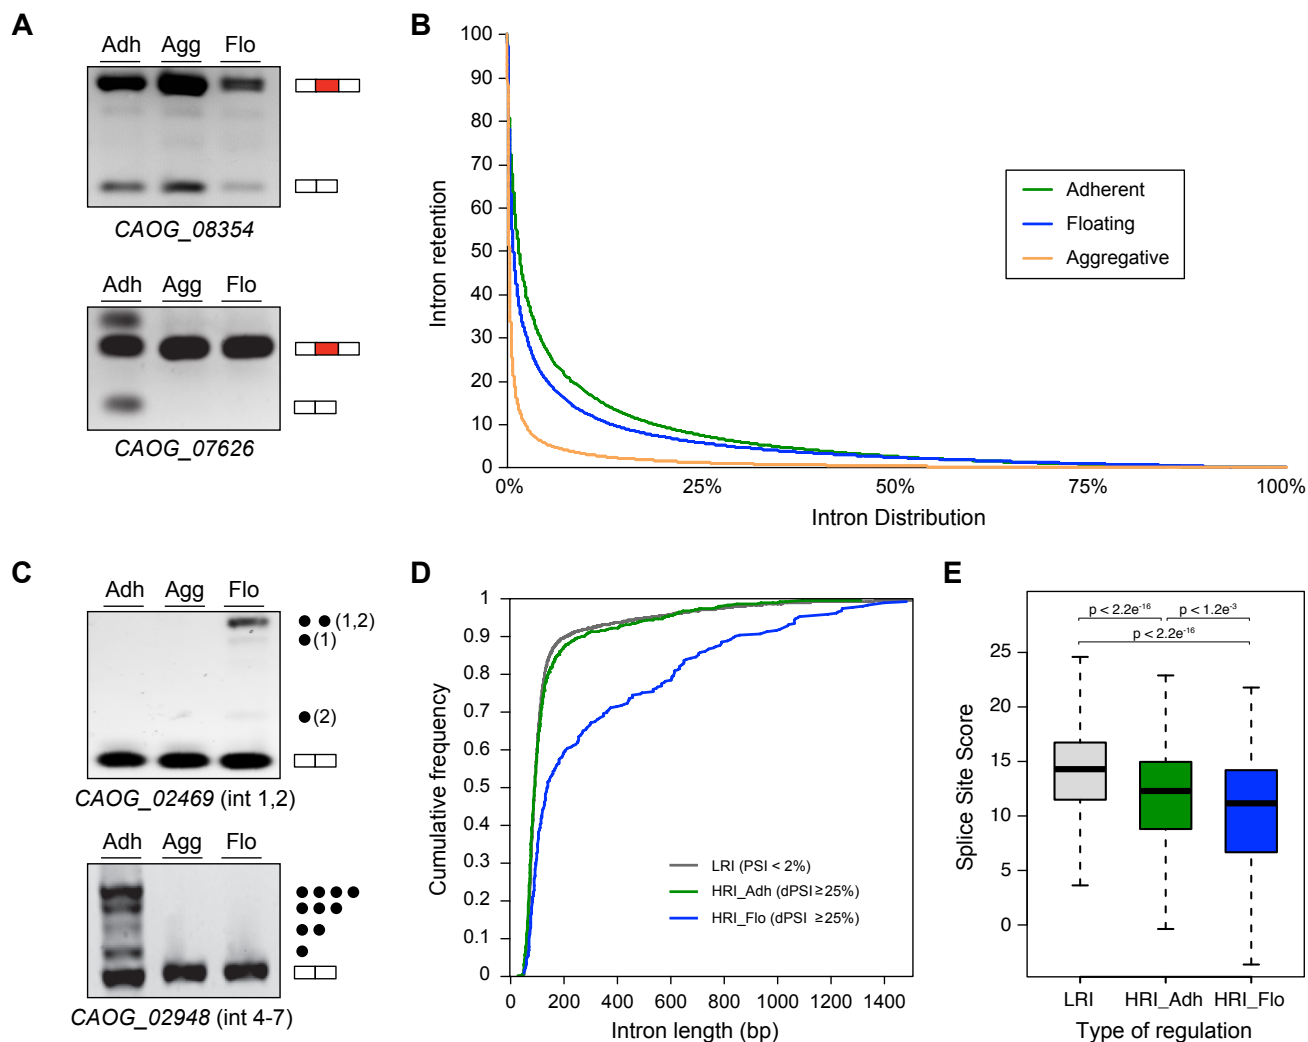 A
Adh Agg Flo
CAOG_08354
Adh Agg Flo
CAOG_07626
B
100
90
80
70
60
50
40
30
20
10
0
Intron retention
0% 25% 50% 75% 100%
Intron Distribution
Adherent
Floating
Aggregative
C
Adh Agg Flo
(1,2)
(1)
(2)
CAOG_02469 (int 1,2)
Adh Agg Flo
CAOG_02948 (int 4-7)
D
1
0.9
0.8
0.7
0.6
0.5
0.4
0.3
0.2
0.1
0
Cumulative frequency
LRI (PSI < 2%)
HRI_Adh (dPSI ≥25%)
HRI_Flo (dPSI ≥25%)
0 200 400 600 800 1000 1200 1400
Intron length (bp)
E
p < 2.2e-16 p < 1.2e-3
p < 2.2e-16
25
20
15
10
5
0
Splice Site Score
LRI HRI_Adh HRI_Flo
Type of regulation